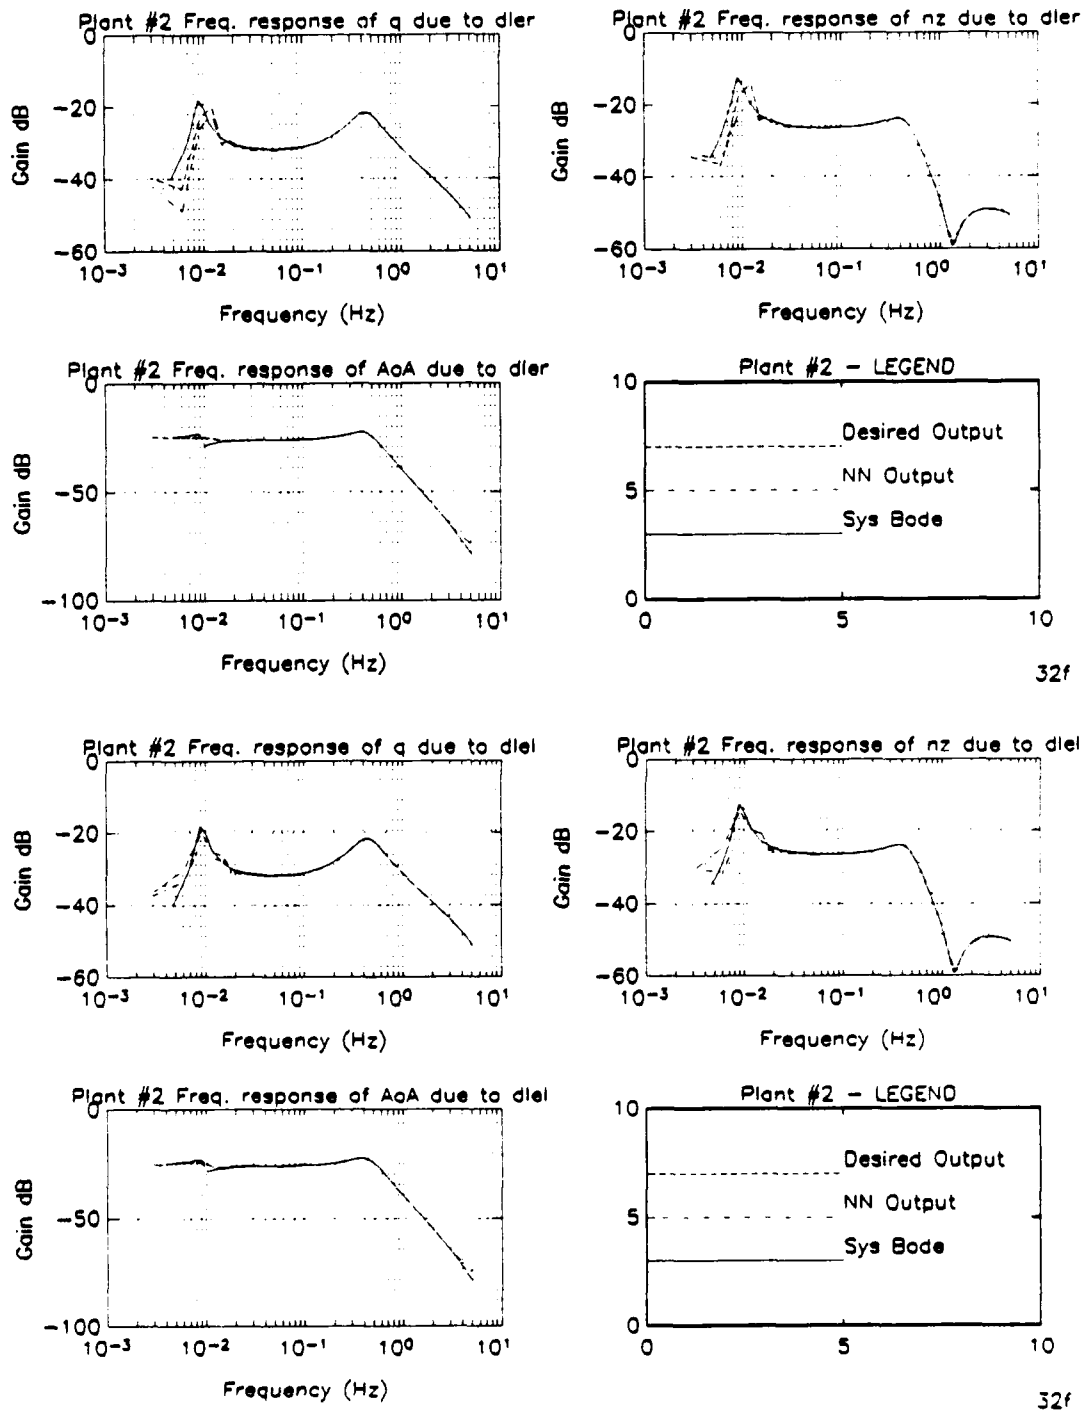 Plant #2 Freq. response of q due to dler
0
−20
−40
−60
Gain dB
10⁻³ 10⁻² 10⁻¹ 10⁰ 10¹
Frequency (Hz)
Plant #2 Freq. response of nz due to dler
0
−20
−40
−60
Gain dB
10⁻³ 10⁻² 10⁻¹ 10⁰ 10¹
Frequency (Hz)
Plant #2 Freq. response of AoA due to dler
0
−50
−100
Gain dB
10⁻³ 10⁻² 10⁻¹ 10⁰ 10¹
Frequency (Hz)
Plant #2 − LEGEND
10
5
0
Desired Output
NN Output
Sys Bode
0 5 10
32f
Plant #2 Freq. response of q due to dlel
0
−20
−40
−60
Gain dB
10⁻³ 10⁻² 10⁻¹ 10⁰ 10¹
Frequency (Hz)
Plant #2 Freq. response of nz due to dlel
0
−20
−40
−60
Gain dB
10⁻³ 10⁻² 10⁻¹ 10⁰ 10¹
Frequency (Hz)
Plant #2 Freq. response of AoA due to dlel
0
−50
−100
Gain dB
10⁻³ 10⁻² 10⁻¹ 10⁰ 10¹
Frequency (Hz)
Plant #2 − LEGEND
10
5
0
Desired Output
NN Output
Sys Bode
0 5 10
32f